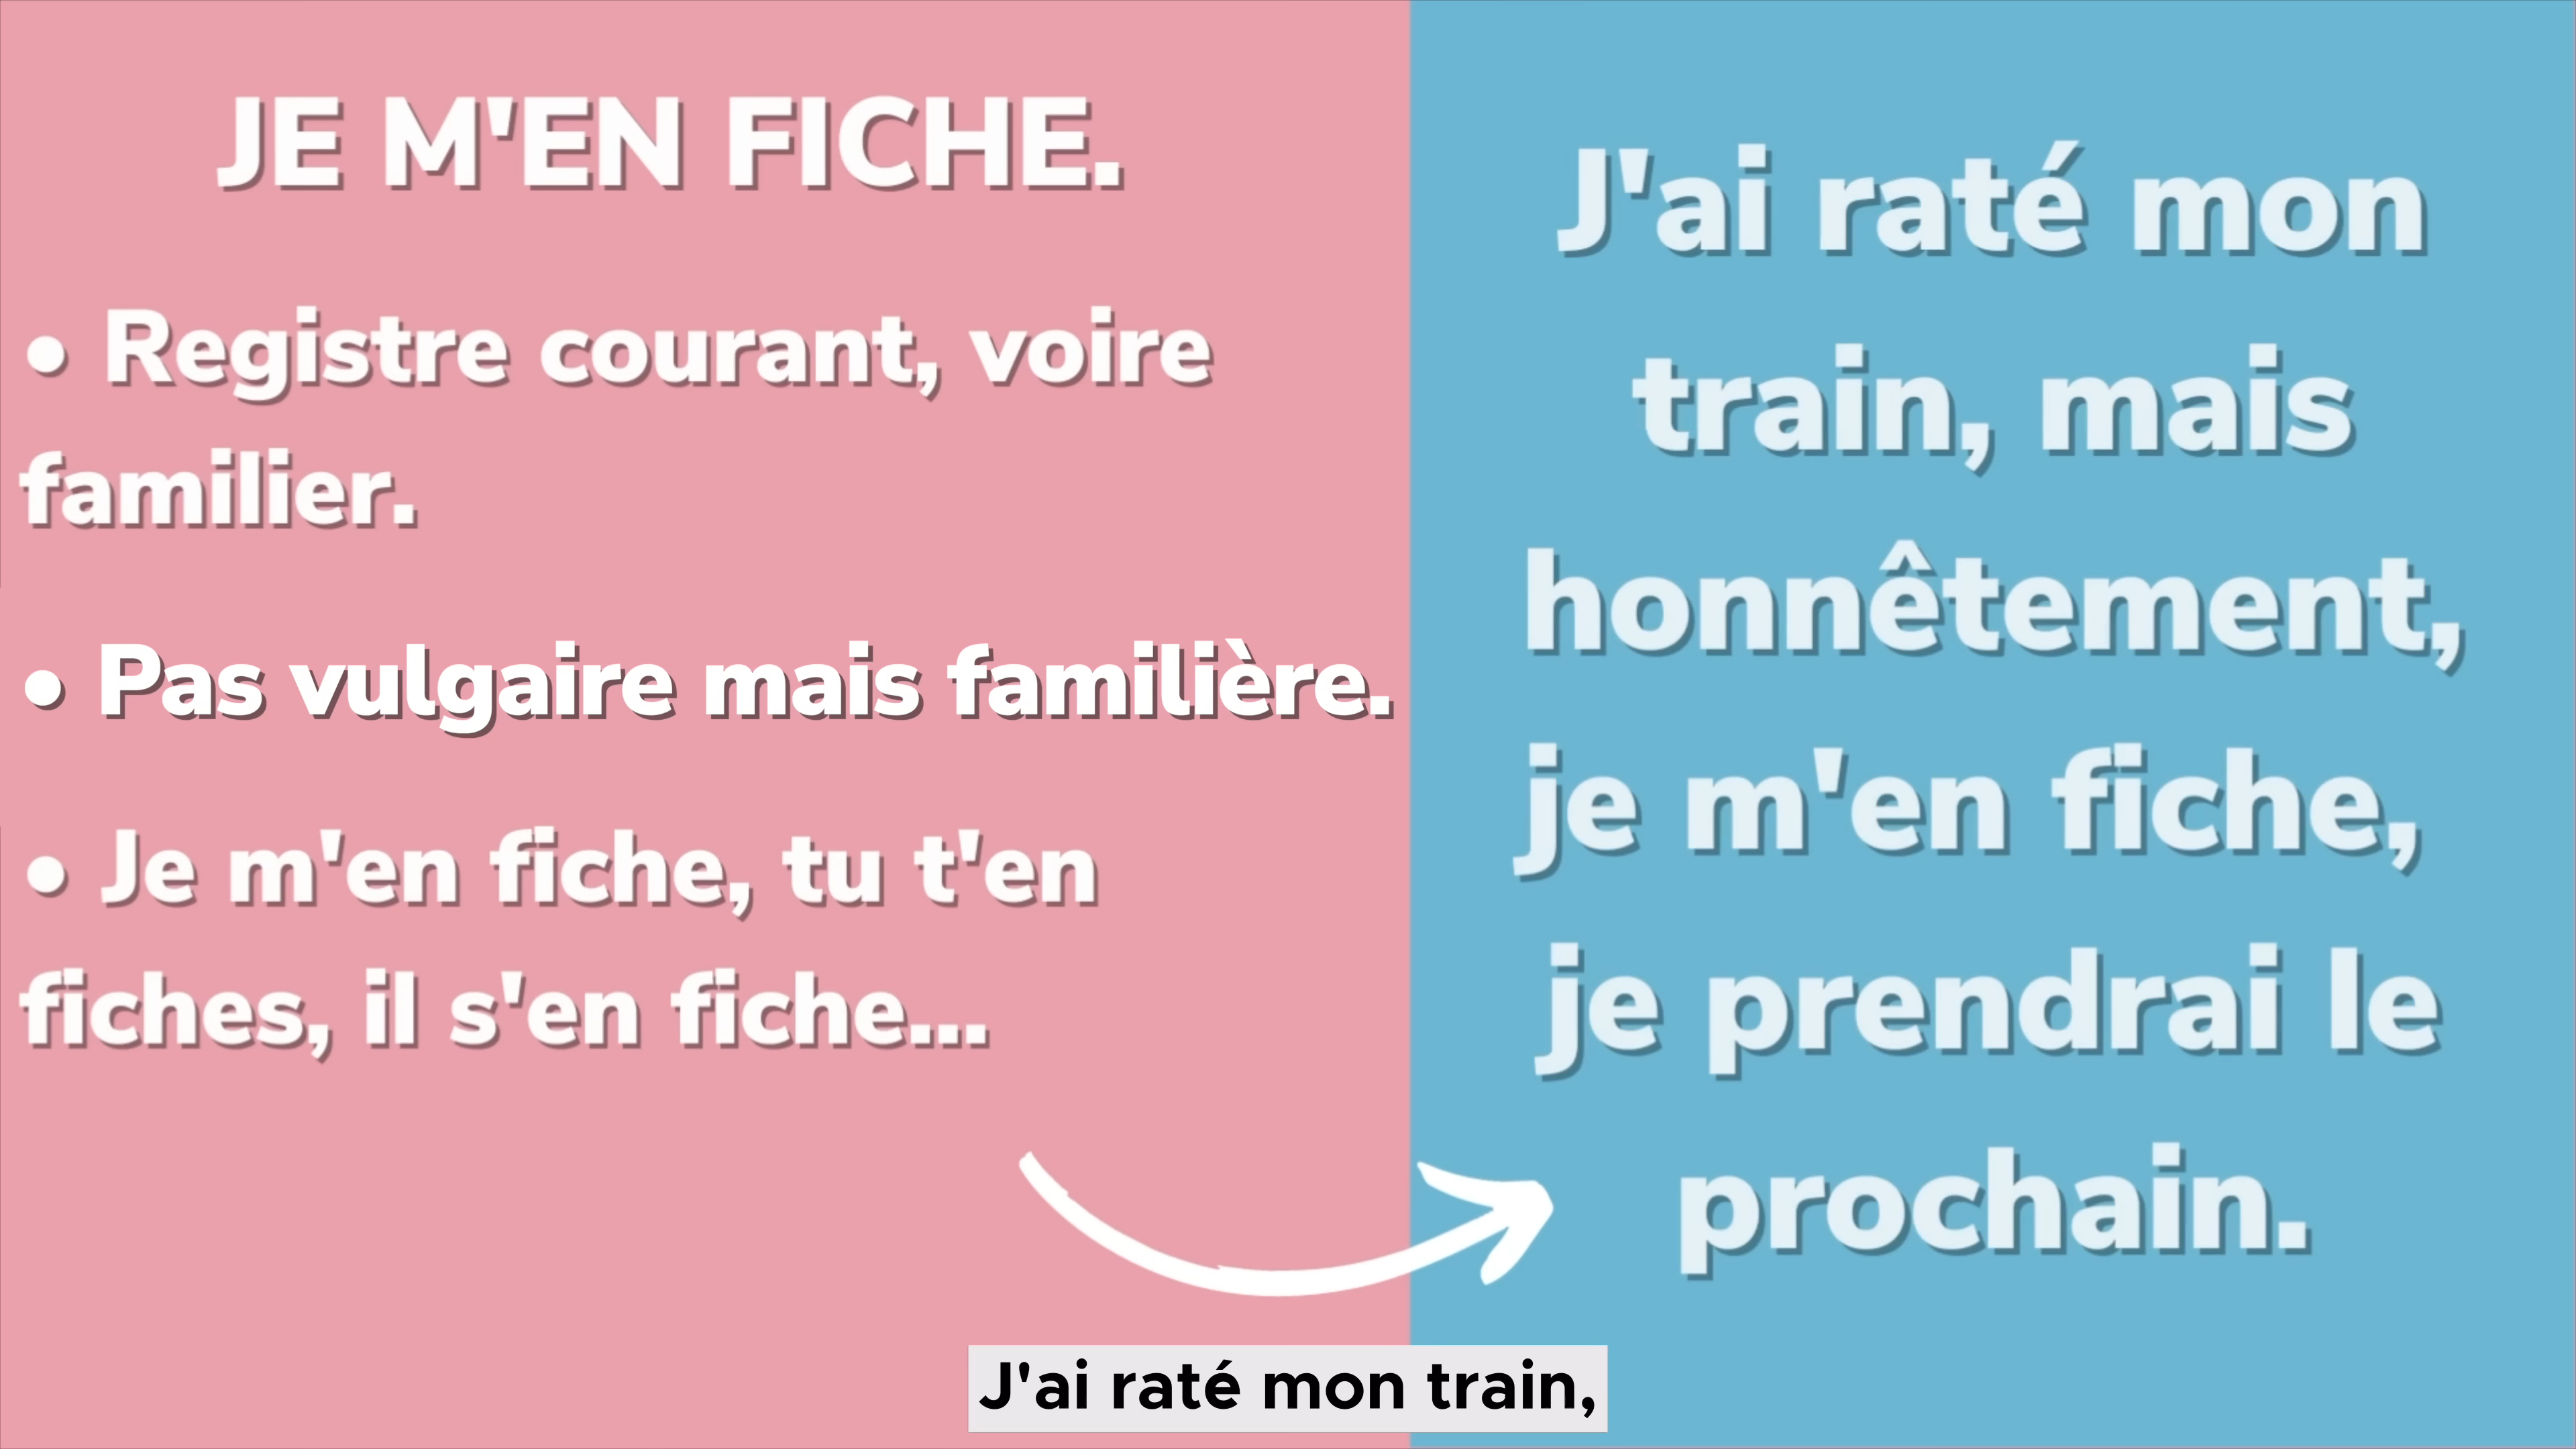 JE M'EN FICHE.
• Registre courant, voire
familier.
• Pas vulgaire mais familière.
• Je m'en fiche, tu t'en
fiches, il s'en fiche...
J'ai raté mon
train, mais
honnêtement,
je m'en fiche,
je prendrai le
prochain.
J'ai raté mon train,